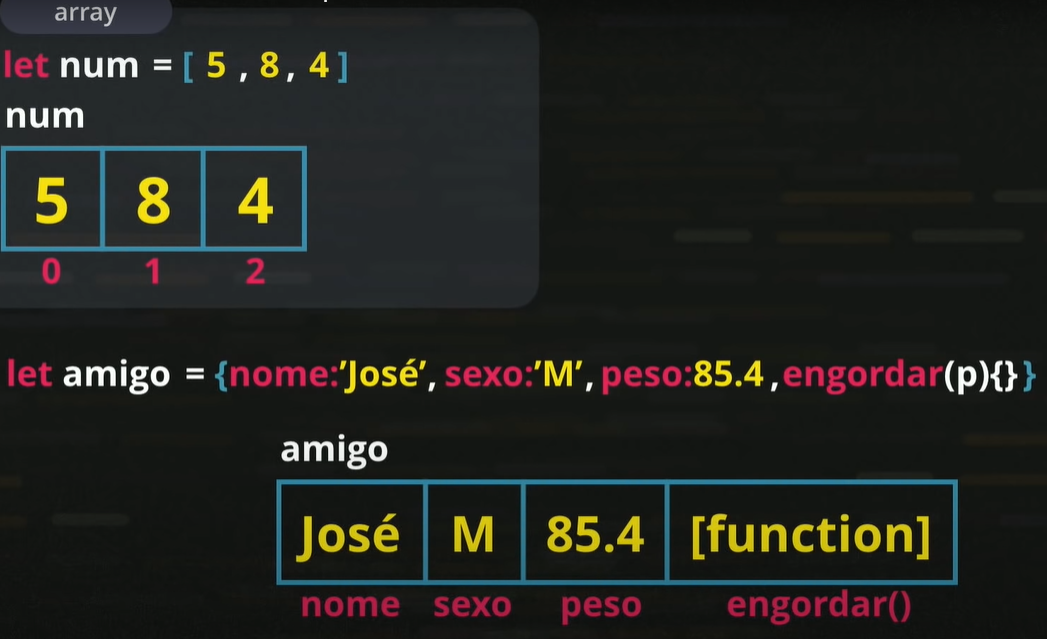 array
let num = [ 5 , 8 , 4 ]
num
5 8 4
0 1 2
let amigo = {nome:’José’, sexo:’M’, peso:85.4 ,engordar(p){} }
amigo
José M 85.4 [function]
nome sexo peso engordar()